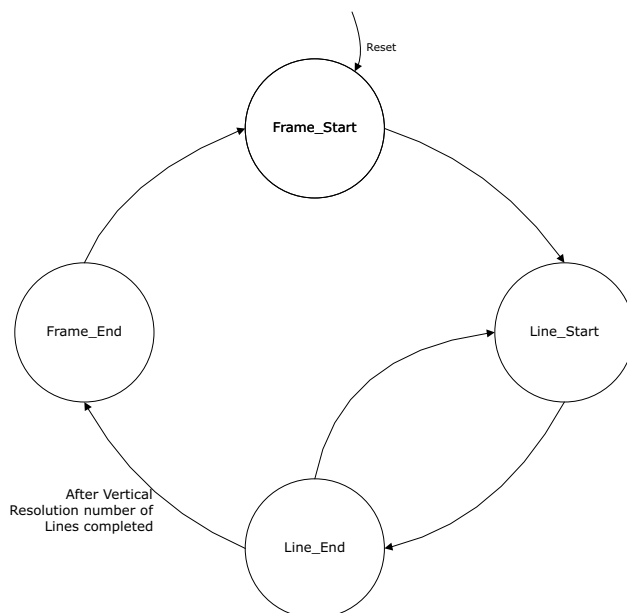 Reset
Frame_Start
Frame_End
Line_Start
After Vertical
Resolution number of
Lines completed
Line_End